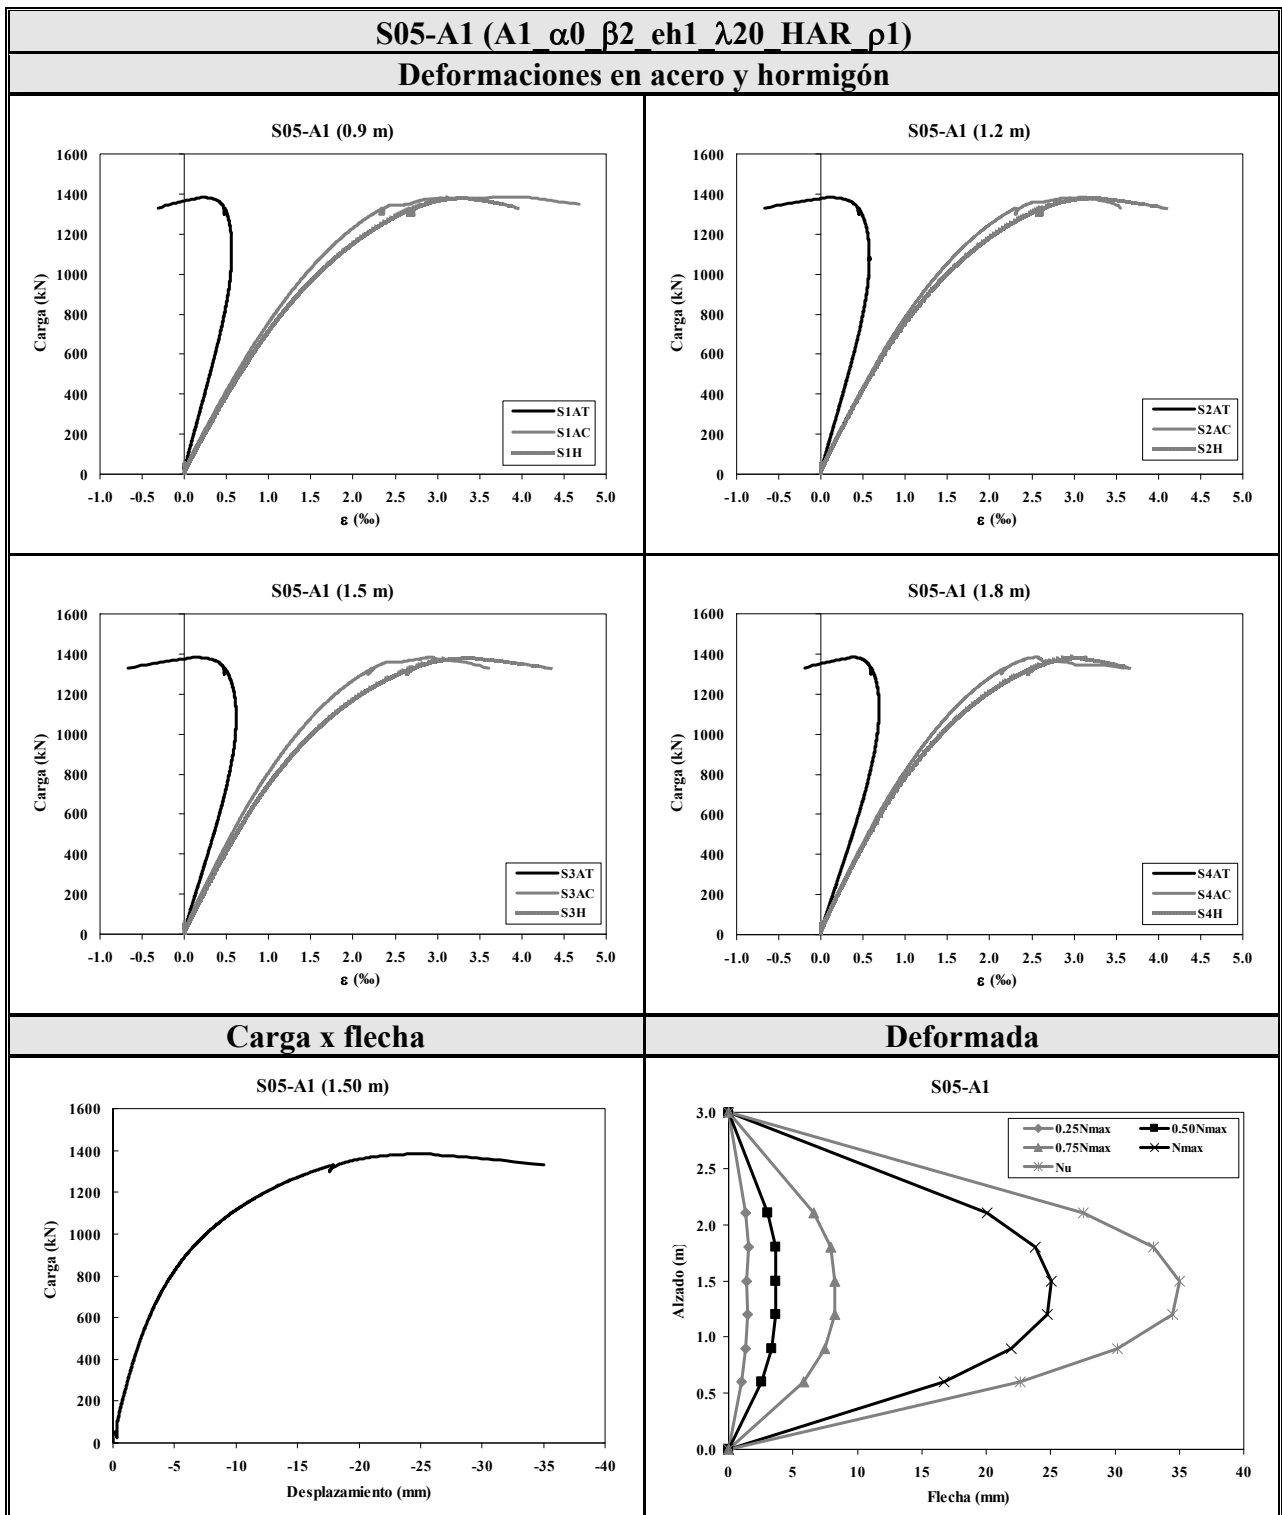 S05-A1 (A1_α0_β2_eh1_λ20_HAR_ρ1)
Deformaciones en acero y hormigón
S05-A1 (0.9 m)
1600
1400
1200
1000
800
600
400
200
0
Carga (kN)
-1.0 -0.5 0.0 0.5 1.0 1.5 2.0 2.5 3.0 3.5 4.0 4.5 5.0
ε (‰)
S1AT
S1AC
S1H
S05-A1 (1.2 m)
1600
1400
1200
1000
800
600
400
200
0
Carga (kN)
-1.0 -0.5 0.0 0.5 1.0 1.5 2.0 2.5 3.0 3.5 4.0 4.5 5.0
ε (‰)
S2AT
S2AC
S2H
S05-A1 (1.5 m)
1600
1400
1200
1000
800
600
400
200
0
Carga (kN)
-1.0 -0.5 0.0 0.5 1.0 1.5 2.0 2.5 3.0 3.5 4.0 4.5 5.0
ε (‰)
S3AT
S3AC
S3H
S05-A1 (1.8 m)
1600
1400
1200
1000
800
600
400
200
0
Carga (kN)
-1.0 -0.5 0.0 0.5 1.0 1.5 2.0 2.5 3.0 3.5 4.0 4.5 5.0
ε (‰)
S4AT
S4AC
S4H
Carga x flecha
S05-A1 (1.50 m)
1600
1400
1200
1000
800
600
400
200
0
Carga (kN)
0 -5 -10 -15 -20 -25 -30 -35 -40
Desplazamiento (mm)
Deformada
S05-A1
3.0
2.5
2.0
1.5
1.0
0.5
0.0
Alzado (m)
0 5 10 15 20 25 30 35 40
Flecha (mm)
0.25Nmax 0.50Nmax
0.75Nmax Nmax
Nu